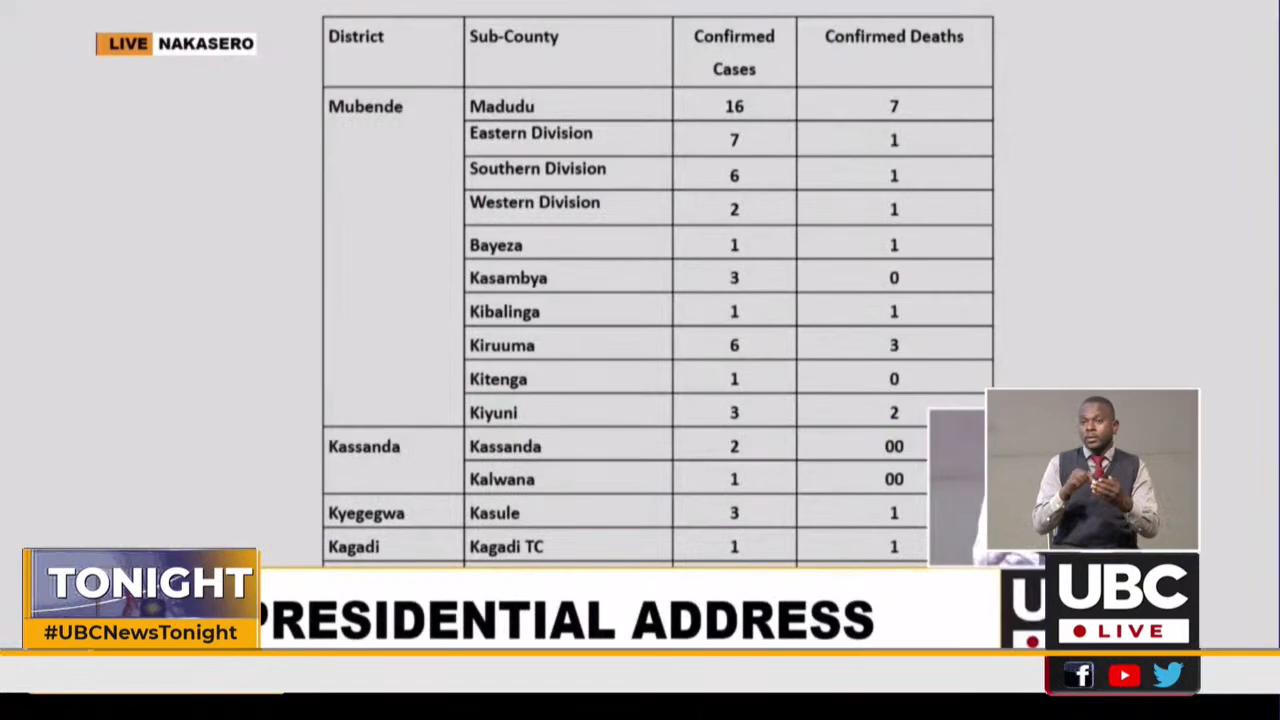 LIVE NAKASERO
District Sub-County Confirmed Cases Confirmed Deaths
Mubende Madudu 16 7
Eastern Division 7 1
Southern Division 6 1
Western Division 2 1
Bayeza 1 1
Kasambya 3 0
Kibalinga 1 1
Kiruuma 6 3
Kitenga 1 0
Kiyuni 3 2
Kassanda Kassanda 2 00
Kalwana 1 00
Kyegegwa Kasule 3 1
Kagadi Kagadi TC 1 1
TONIGHT
#UBCNewsTonight
PRESIDENTIAL ADDRESS
UBC
LIVE